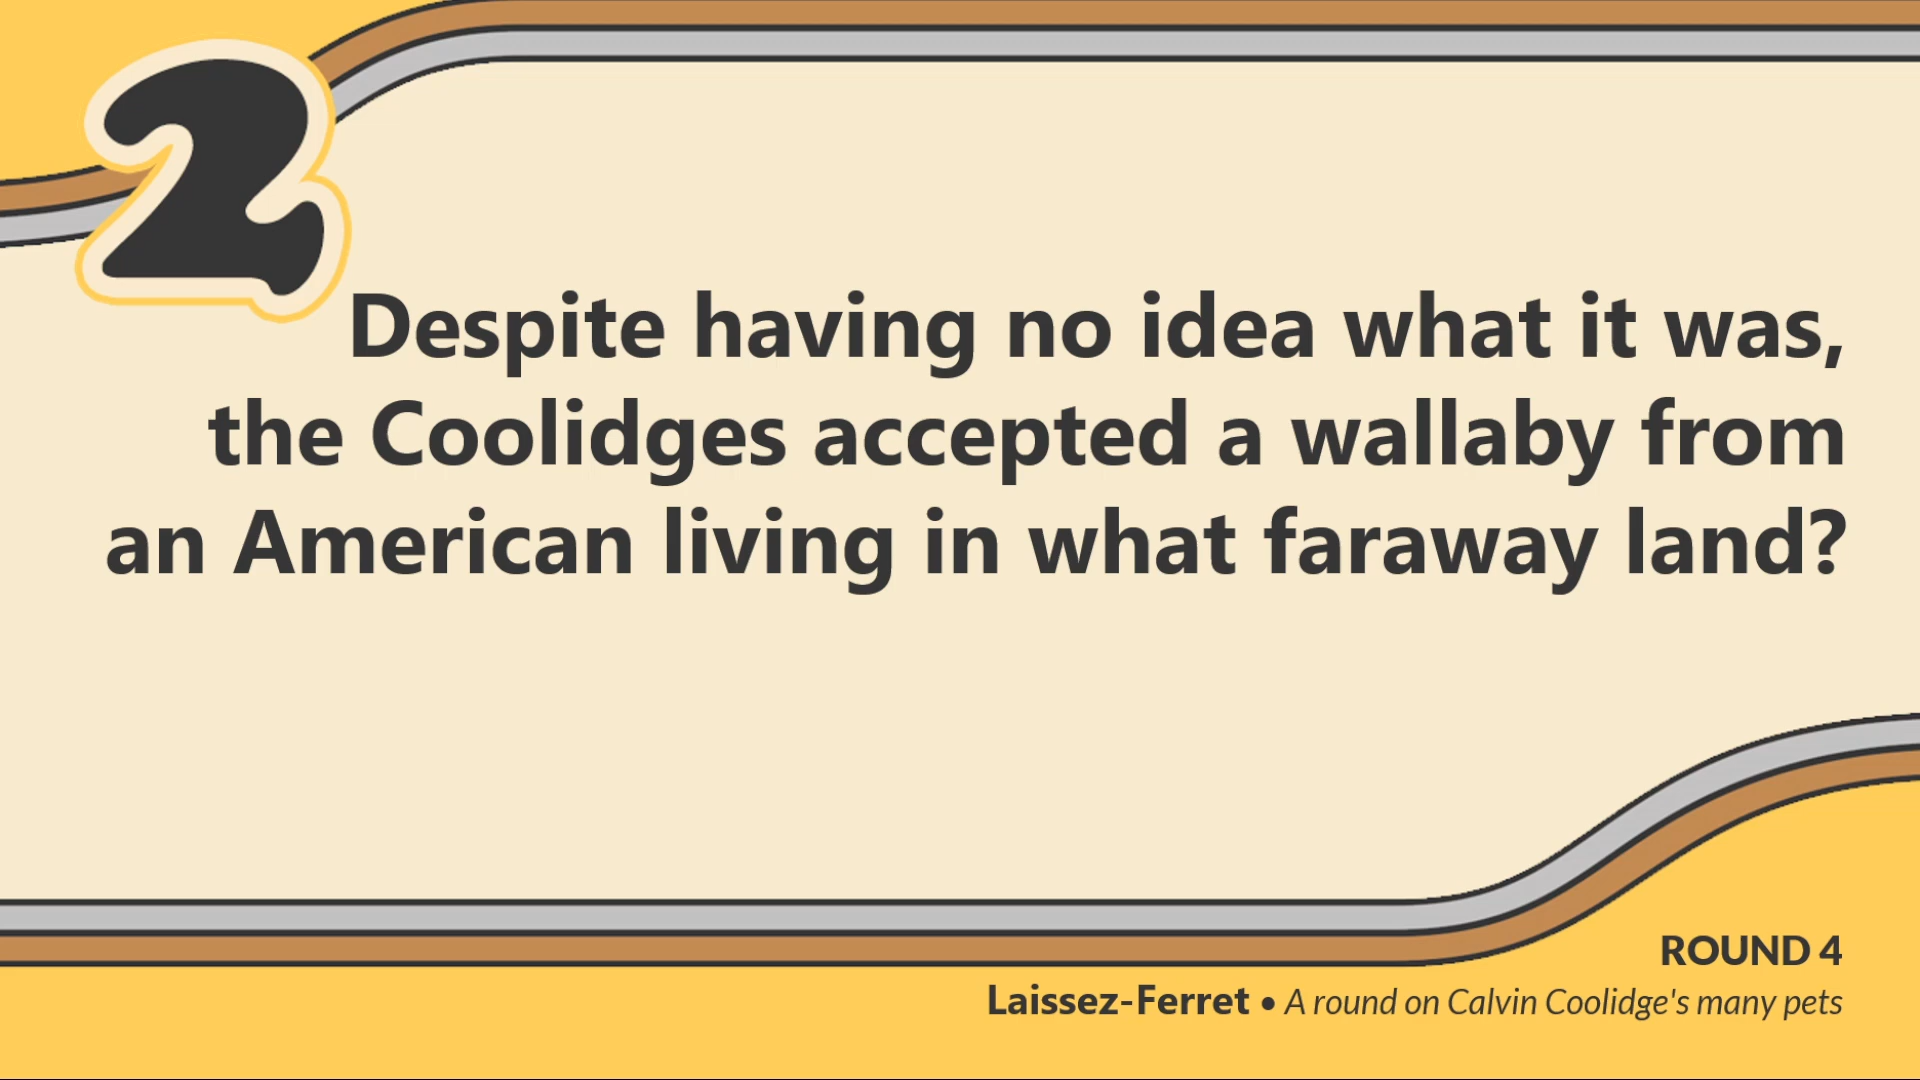 2
Despite having no idea what it was,
the Coolidges accepted a wallaby from
an American living in what faraway land?
ROUND 4
Laissez-Ferret • A round on Calvin Coolidge's many pets